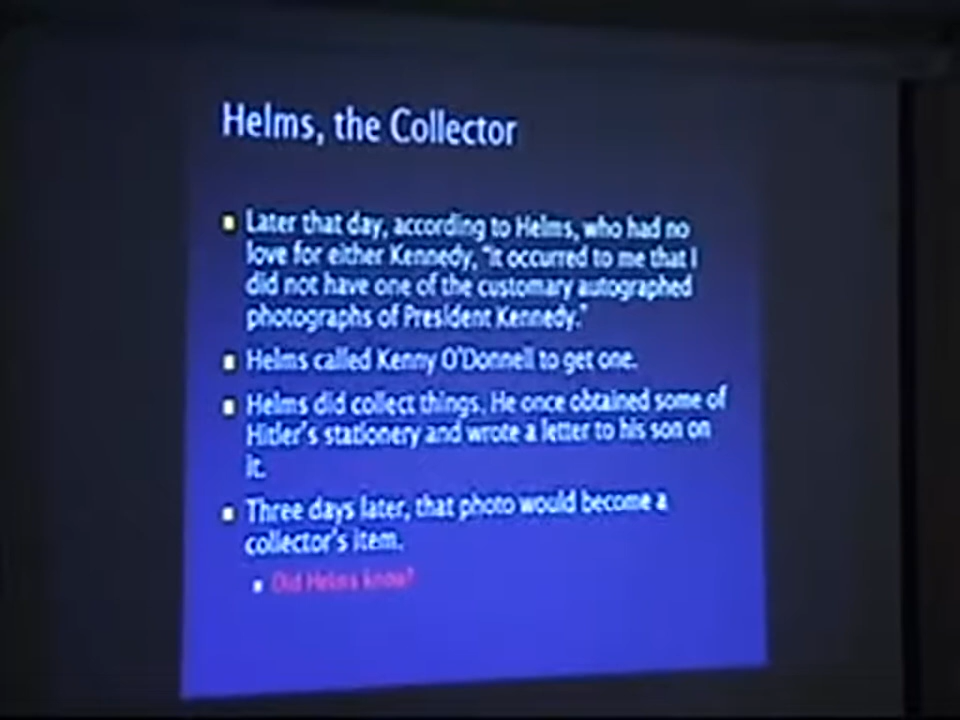 Helms, the Collector
Later that day, according to Helms, who had no
love for either Kennedy, "it occurred to me that I
did not have one of the customary autographed
photographs of President Kennedy."
Helms called Kenny O'Donnell to get one.
Helms did collect things. He once obtained some of
Hitler's stationery and wrote a letter to his son on
it.
Three days later, that photo would become a
collector's item.
Did Helms know?